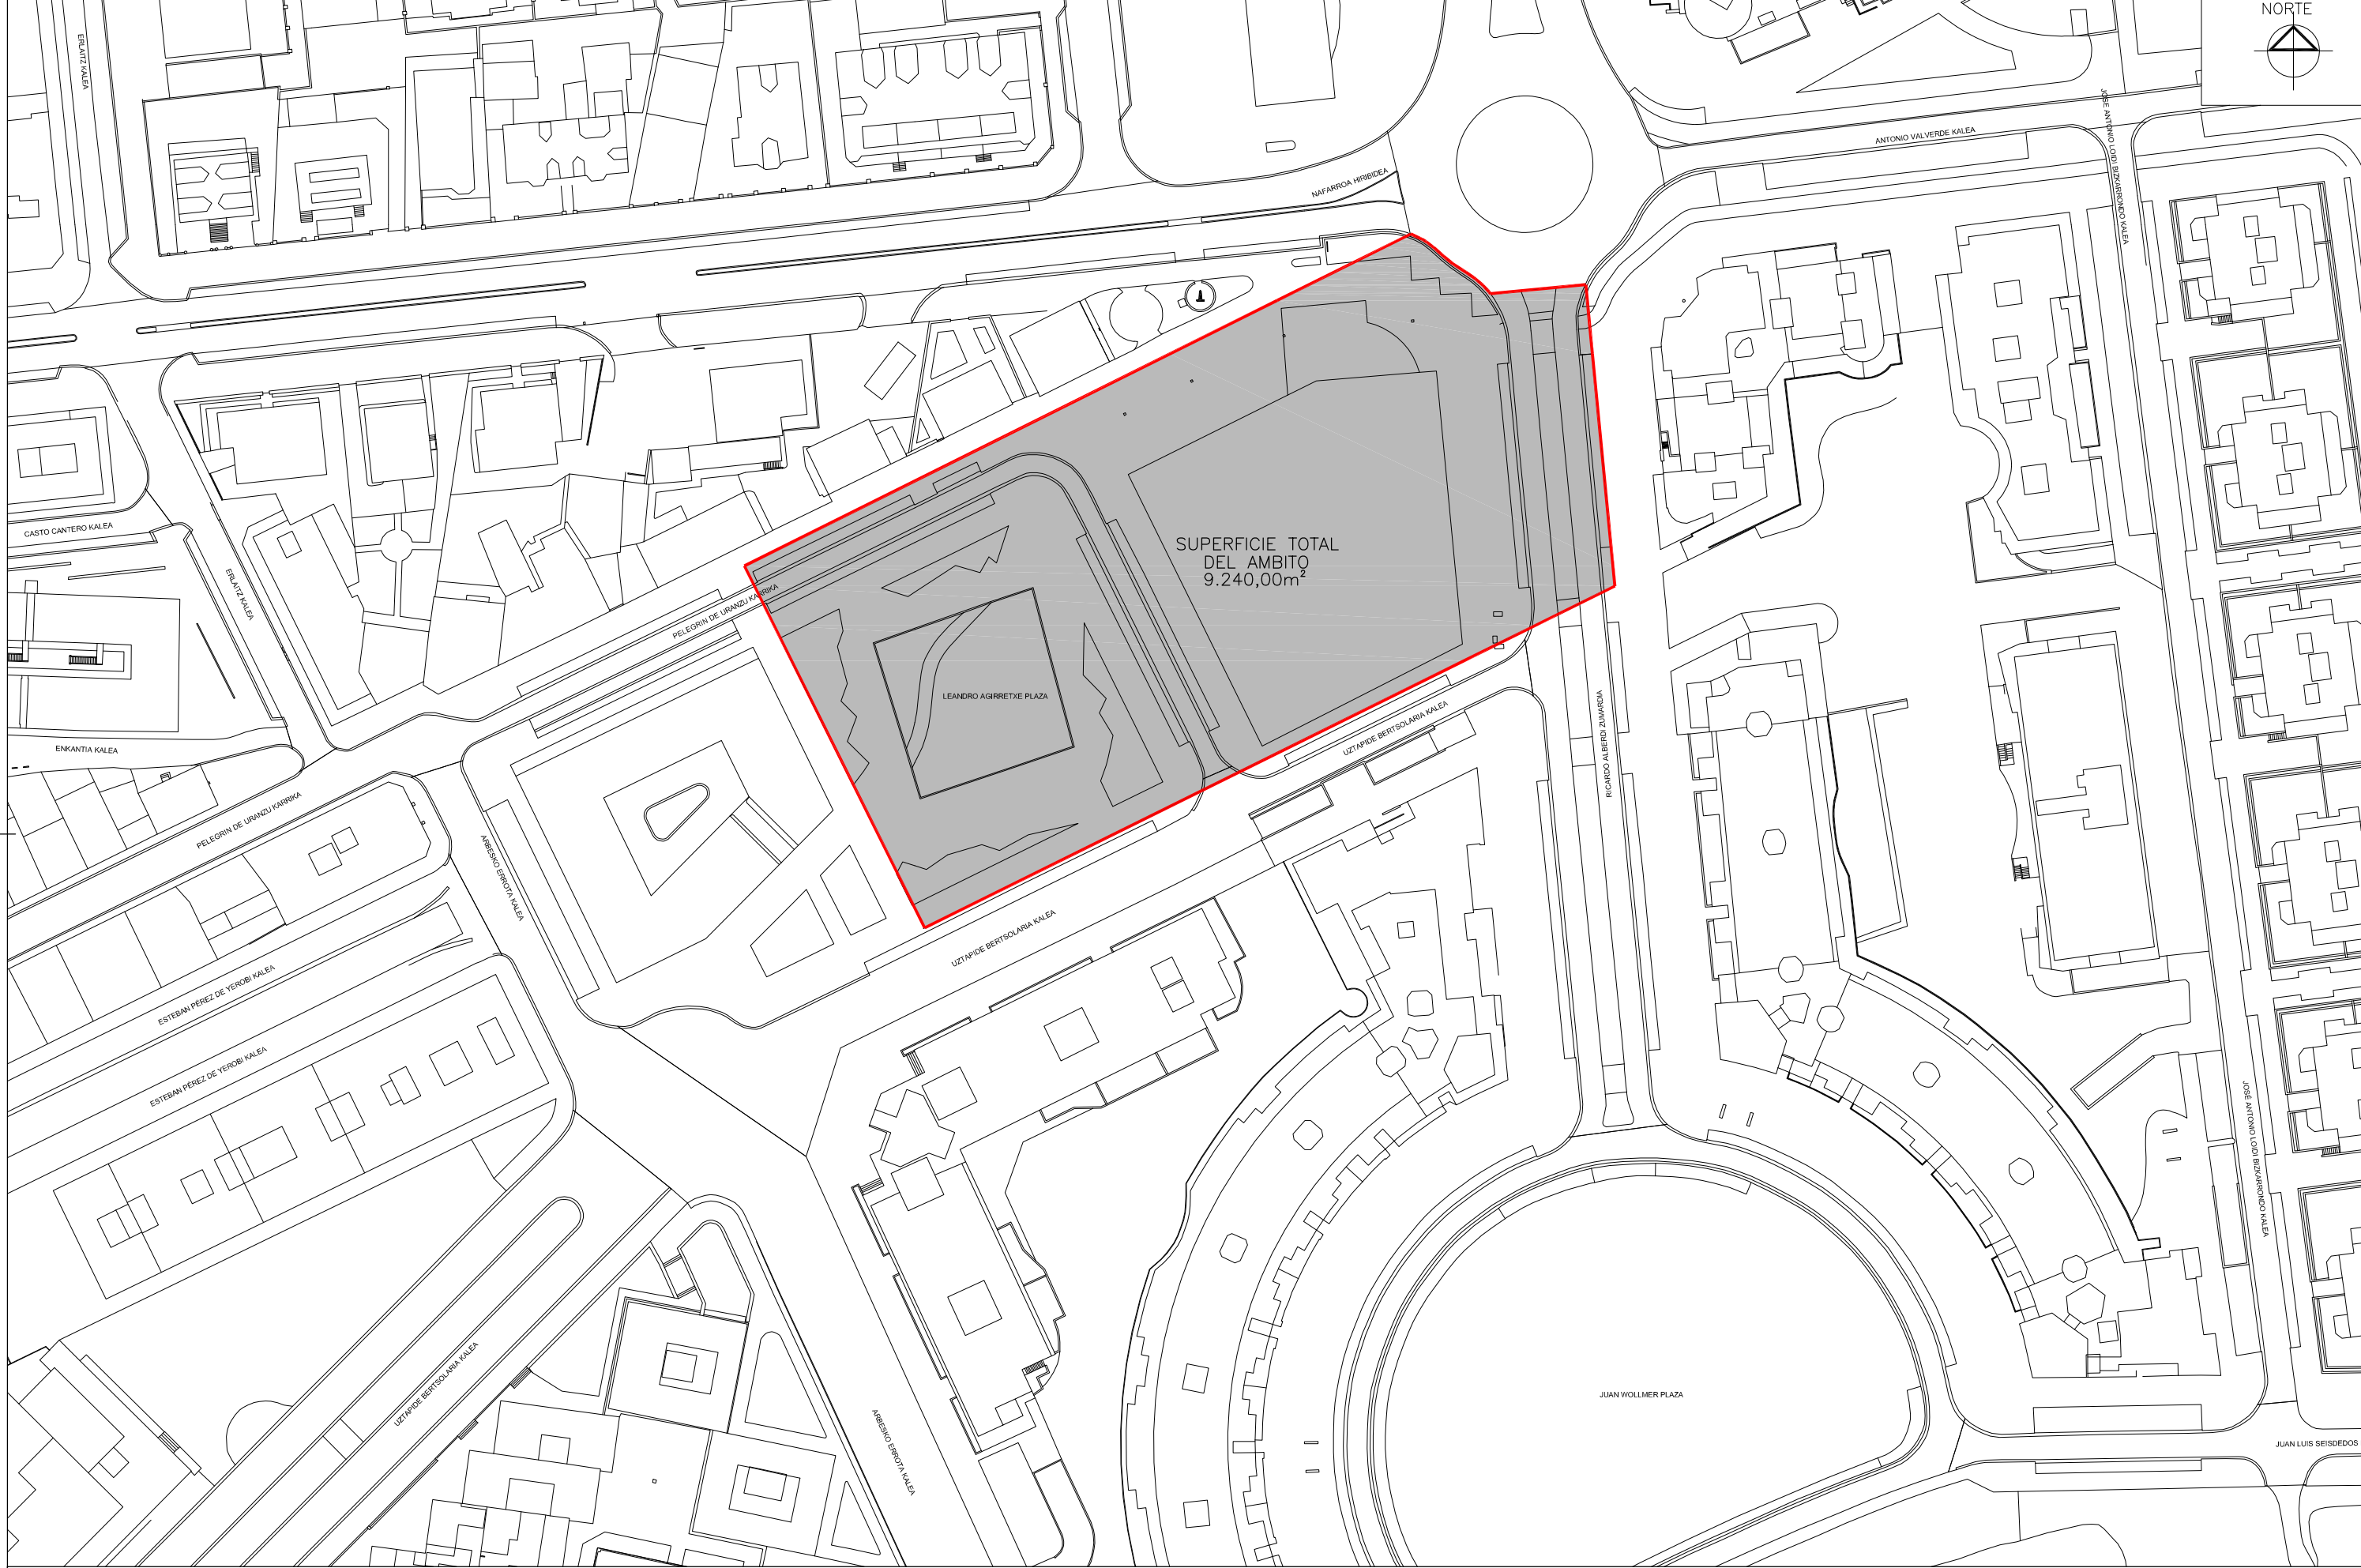 NORTE
ERLAITZ KALEA
JOSE ANTONIO LOIDI BIZKARRONDO KALEA
ANTONIO VALVERDE KALEA
NAFARROA HIRIBIDEA
CASTO CANTERO KALEA
ERLAITZ KALEA
SUPERFICIE TOTAL
DEL AMBITO
9.240,00m²
PELEGRIN DE URANZU KARRIKA
LEANDRO AGIRRETXE PLAZA
RICARDO ALBERDI ZUMARDIA
UZTAPIDE BERTSOLARIA KALEA
ENKANTIA KALEA
PELEGRIN DE URANZU KARRIKA
ARBESKO ERROTA KALEA
UZTAPIDE BERTSOLARIA KALEA
ESTEBAN PÉREZ DE YEROBI KALEA
ESTEBAN PÉREZ DE YEROBI KALEA
JOSÉ ANTONIO LOIDI BIZKARRONDO KALEA
UZTAPIDE BERTSOLARIA KALEA
JUAN WOLLMER PLAZA
ARBESKO ERROTA KALEA
JUAN LUIS SEISDEDOS